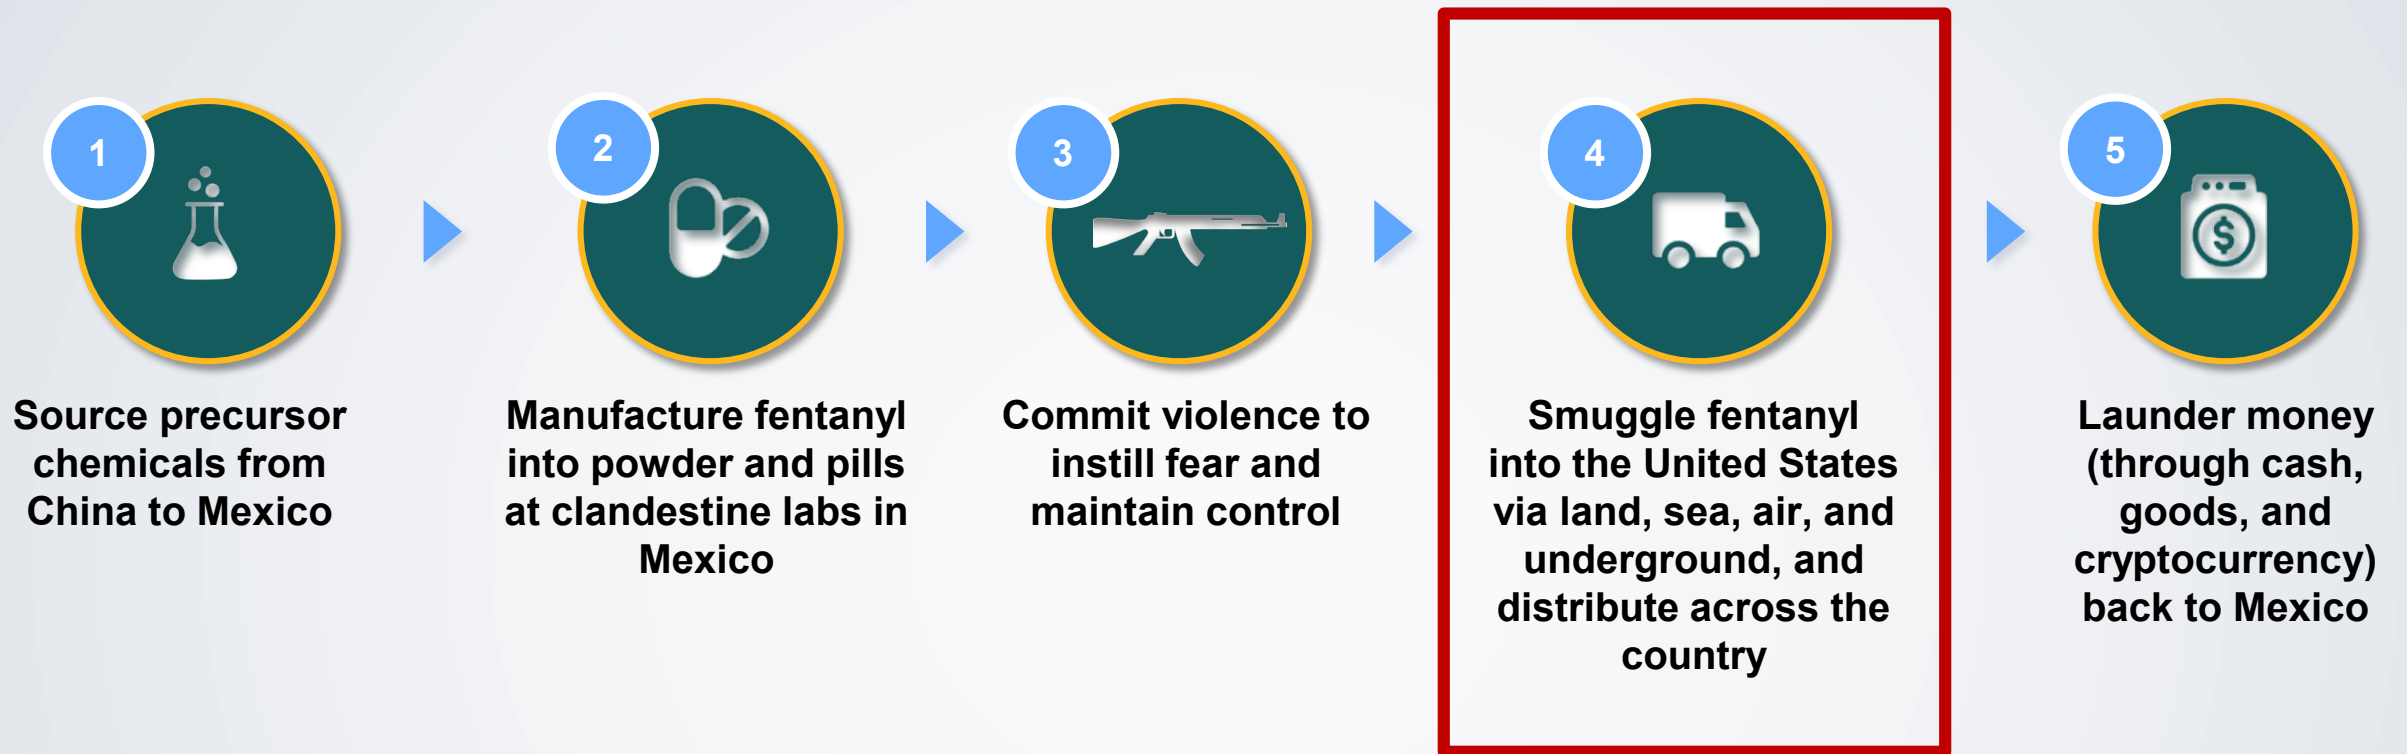 1
Source precursor
chemicals from
China to Mexico
2
Manufacture fentanyl
into powder and pills
at clandestine labs in
Mexico
3
Commit violence to
instill fear and
maintain control
4
Smuggle fentanyl
into the United States
via land, sea, air, and
underground, and
distribute across the
country
5
$
Launder money
(through cash,
goods, and
cryptocurrency)
back to Mexico